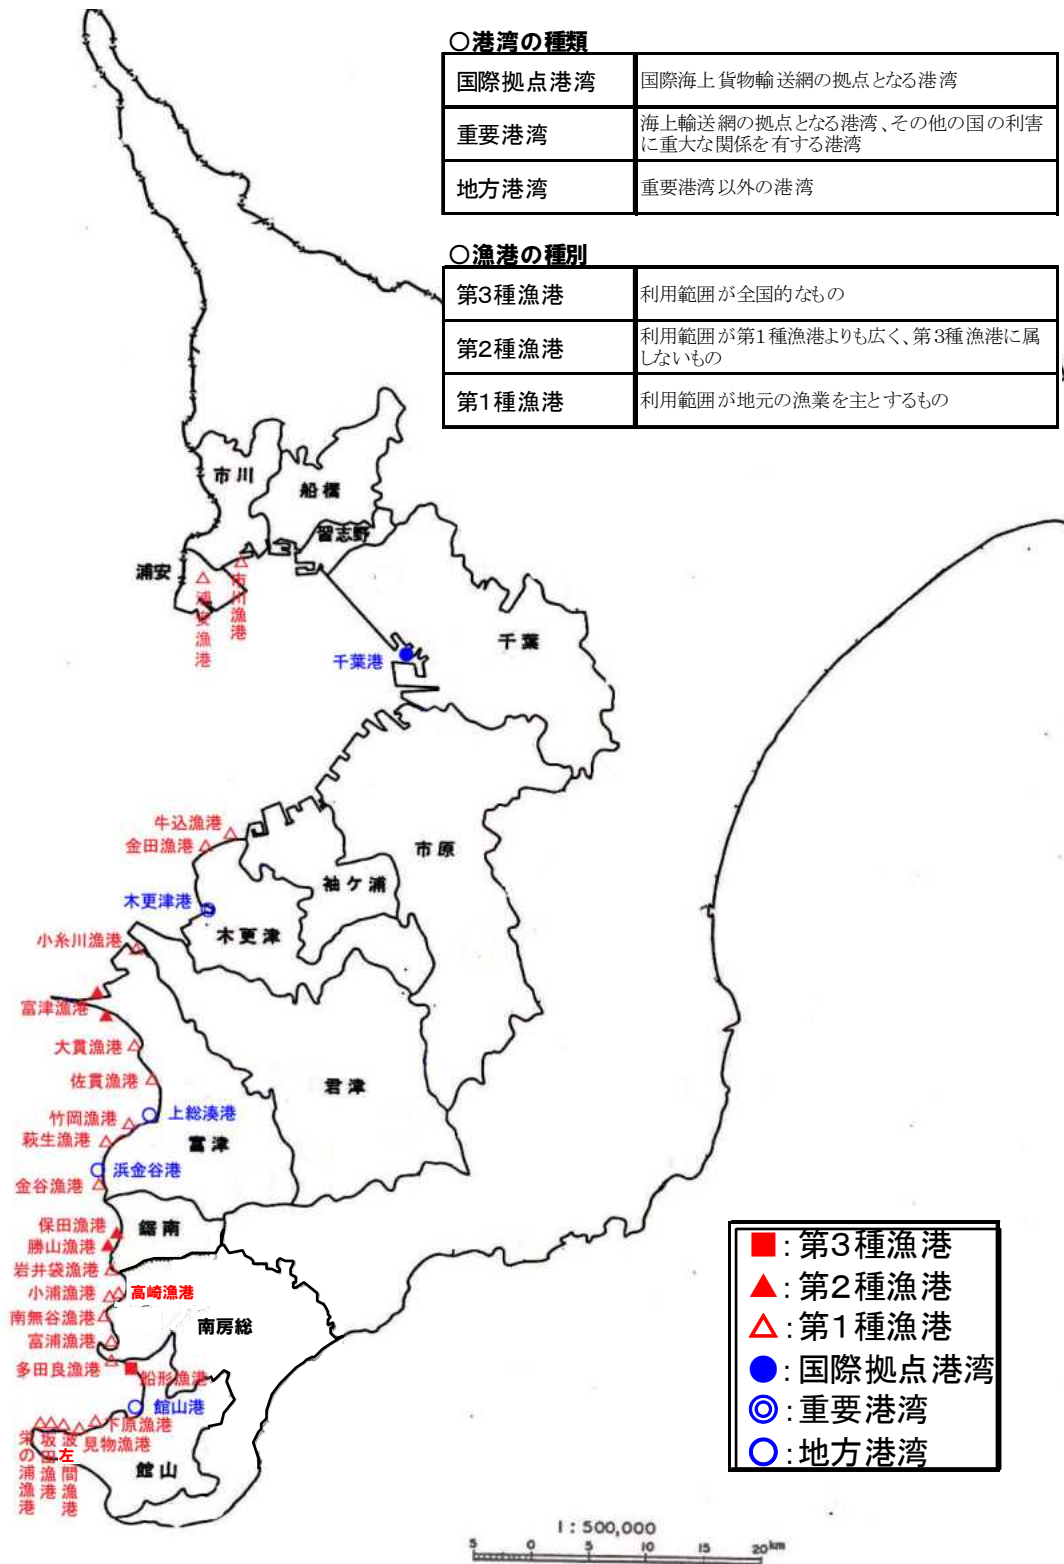 ○港湾の種類
国際拠点港湾 国際海上貨物輸送網の拠点となる港湾
重要港湾 海上輸送網の拠点となる港湾、その他の国の利害
に重大な関係を有する港湾
地方港湾 重要港湾以外の港湾
○漁港の種別
第3種漁港 利用範囲が全国的なもの
第2種漁港 利用範囲が第1種漁港よりも広く、第3種漁港に属
しないもの
第1種漁港 利用範囲が地元の漁業を主とするもの
市川
船橋
習志野
浦安
市川漁港
浦安漁港
千葉
千葉港
牛込漁港
金田漁港
市原
袖ケ浦
木更津港
木更津
小糸川漁港
富津漁港
大貫漁港
佐貫漁港
君津
上総湊港
竹岡漁港
萩生漁港
富津
浜金谷港
金谷漁港
保田漁港
鋸南
勝山漁港
岩井袋漁港
小浦漁港
高崎漁港
南無谷漁港
南房総
富浦漁港
多田良漁港
船形漁港
館山港
下原漁港
見物漁港
波左間漁港
坂田漁港
栄の浦漁港
館山
■:第3種漁港
▲:第2種漁港
△:第1種漁港
●:国際拠点港湾
◎:重要港湾
○:地方港湾
1:500,000
5 0 5 10 15 20km